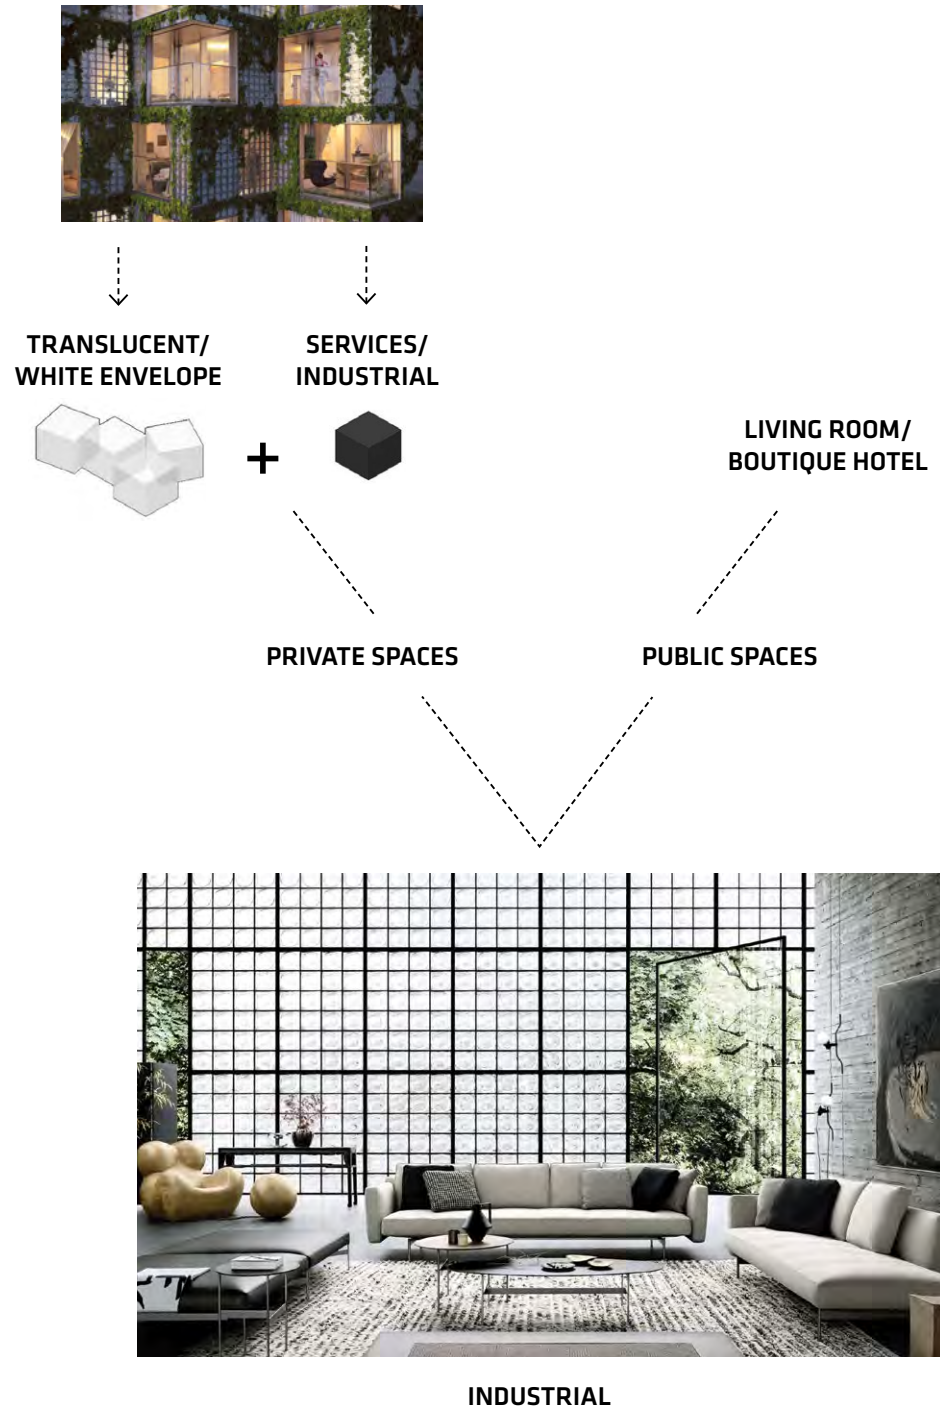 TRANSLUCENT/
WHITE ENVELOPE
SERVICES/
INDUSTRIAL
+
LIVING ROOM/
BOUTIQUE HOTEL
PRIVATE SPACES
PUBLIC SPACES
INDUSTRIAL